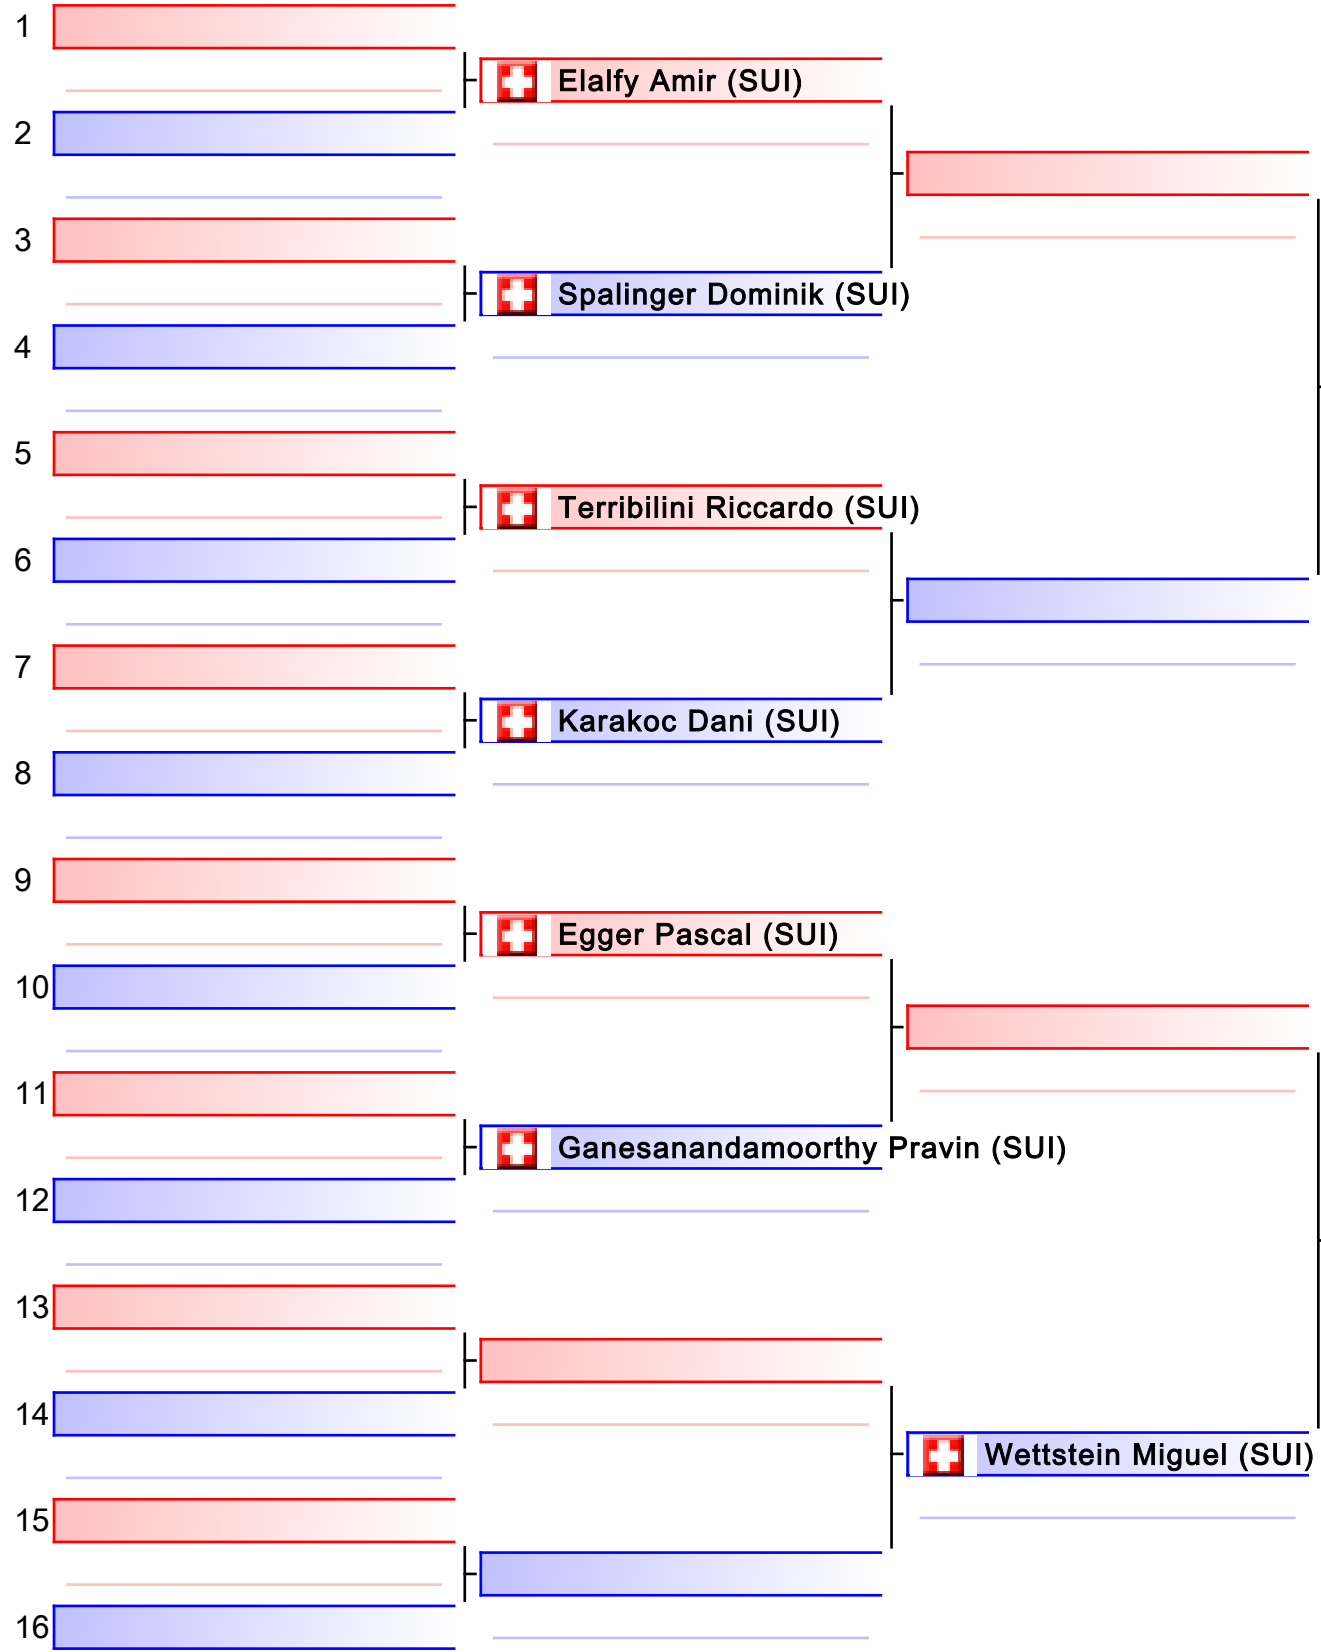 1
Elalfy Amir (SUI)
2
3
Spalinger Dominik (SUI)
4
5
Terribilini Riccardo (SUI)
6
7
Karakoc Dani (SUI)
8
9
Egger Pascal (SUI)
10
11
Ganesanandamoorthy Pravin (SUI)
12
13
14
Wettstein Miguel (SUI)
15
16